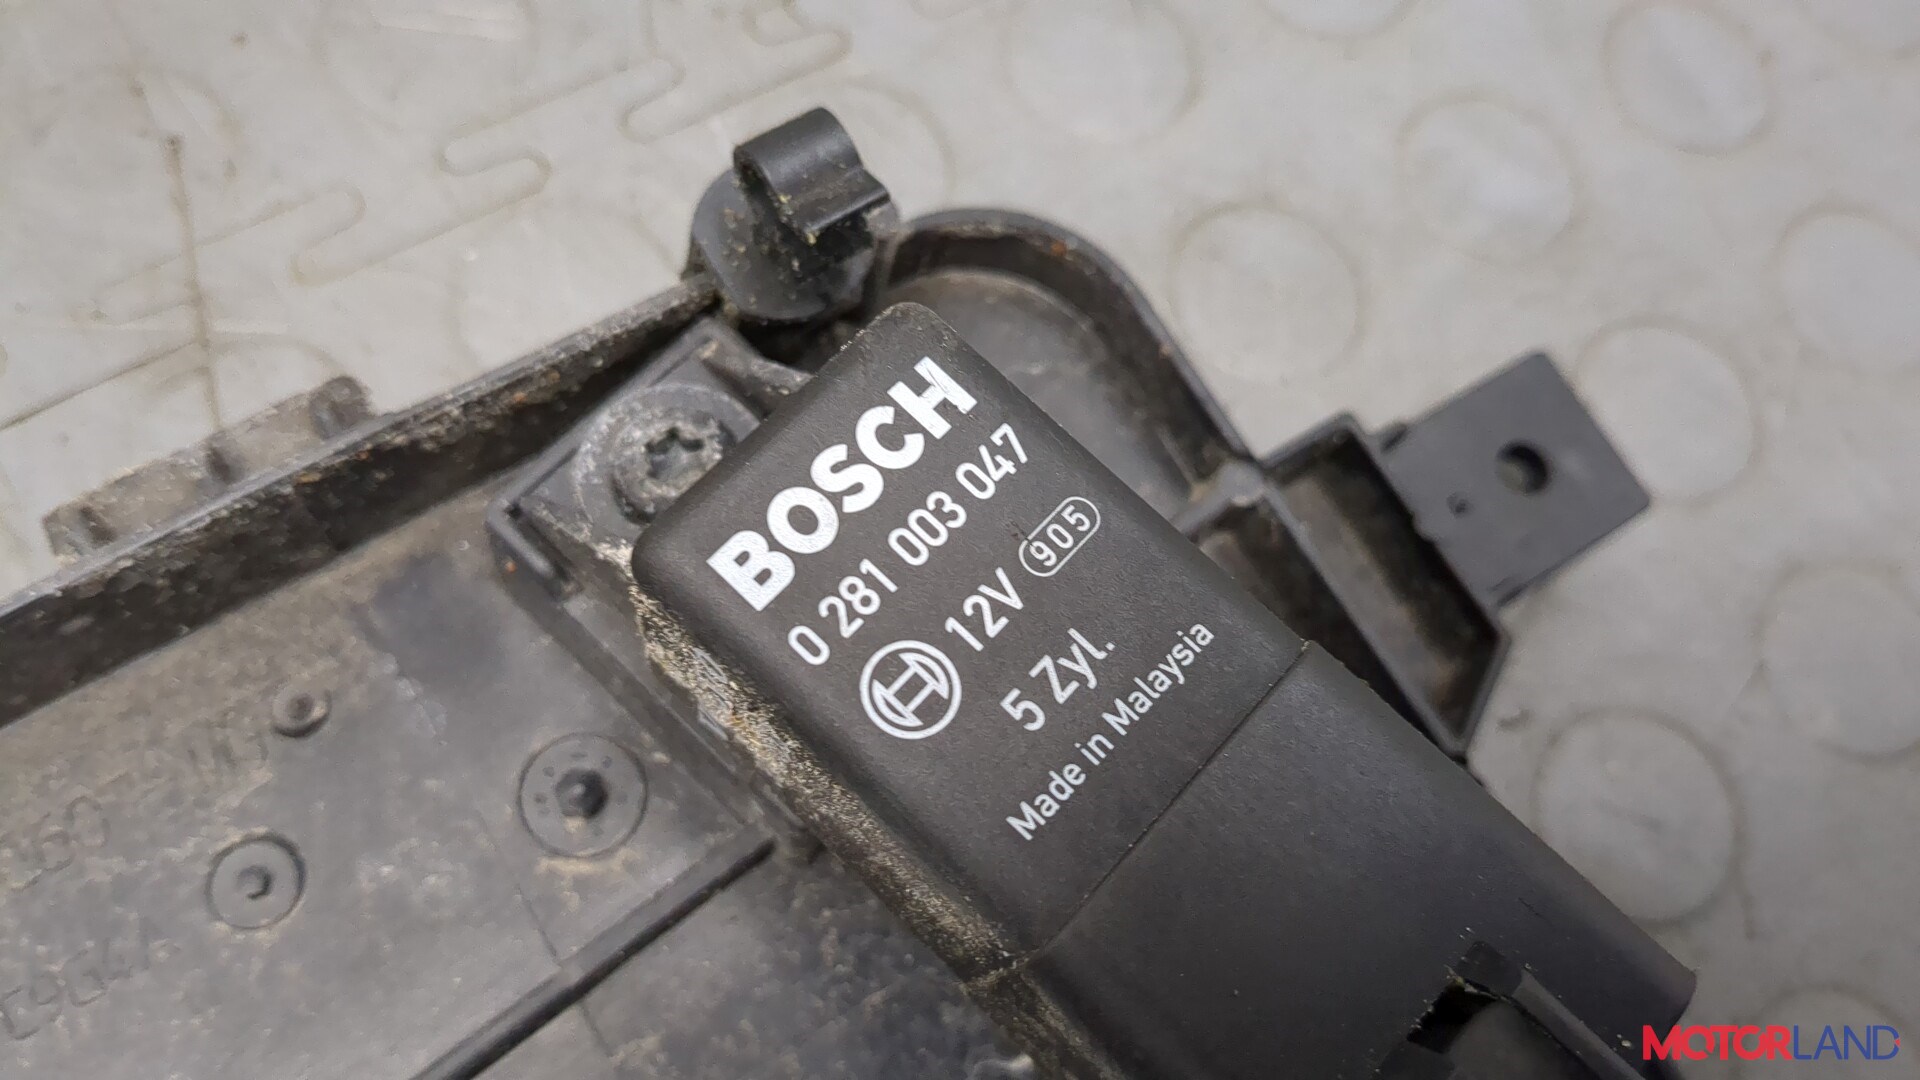 BOSCH
0 281 003 047
12V 905
5 Zyl.
Made in Malaysia
MOTORLAND